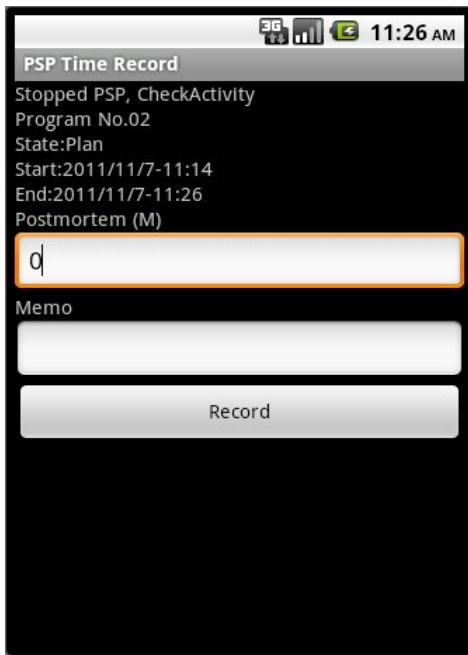 3G 11:26 AM
PSP Time Record
Stopped PSP, CheckActivity
Program No.02
State:Plan
Start:2011/11/7-11:14
End:2011/11/7-11:26
Postmortem (M)
0
Memo
Record